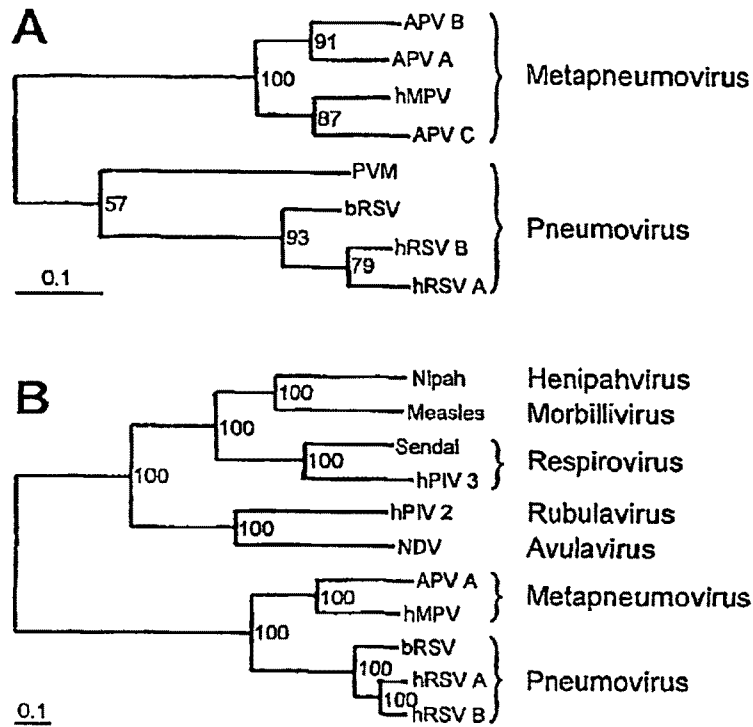 A
APV B
91
APV A
100
Metapneumovirus
hMPV
87
APV C
PVM
57
bRSV
93
Pneumovirus
hRSV B
79
hRSV A
0.1
B
Nipah Henipahvirus
100
Measles Morbillivirus
100
Sendai
100
Respirovirus
hPIV 3
100
hPIV 2 Rubulavirus
100
NDV Avulavirus
APV A
100
Metapneumovirus
hMPV
100
bRSV
100
hRSV A
Pneumovirus
100
hRSV B
0.1